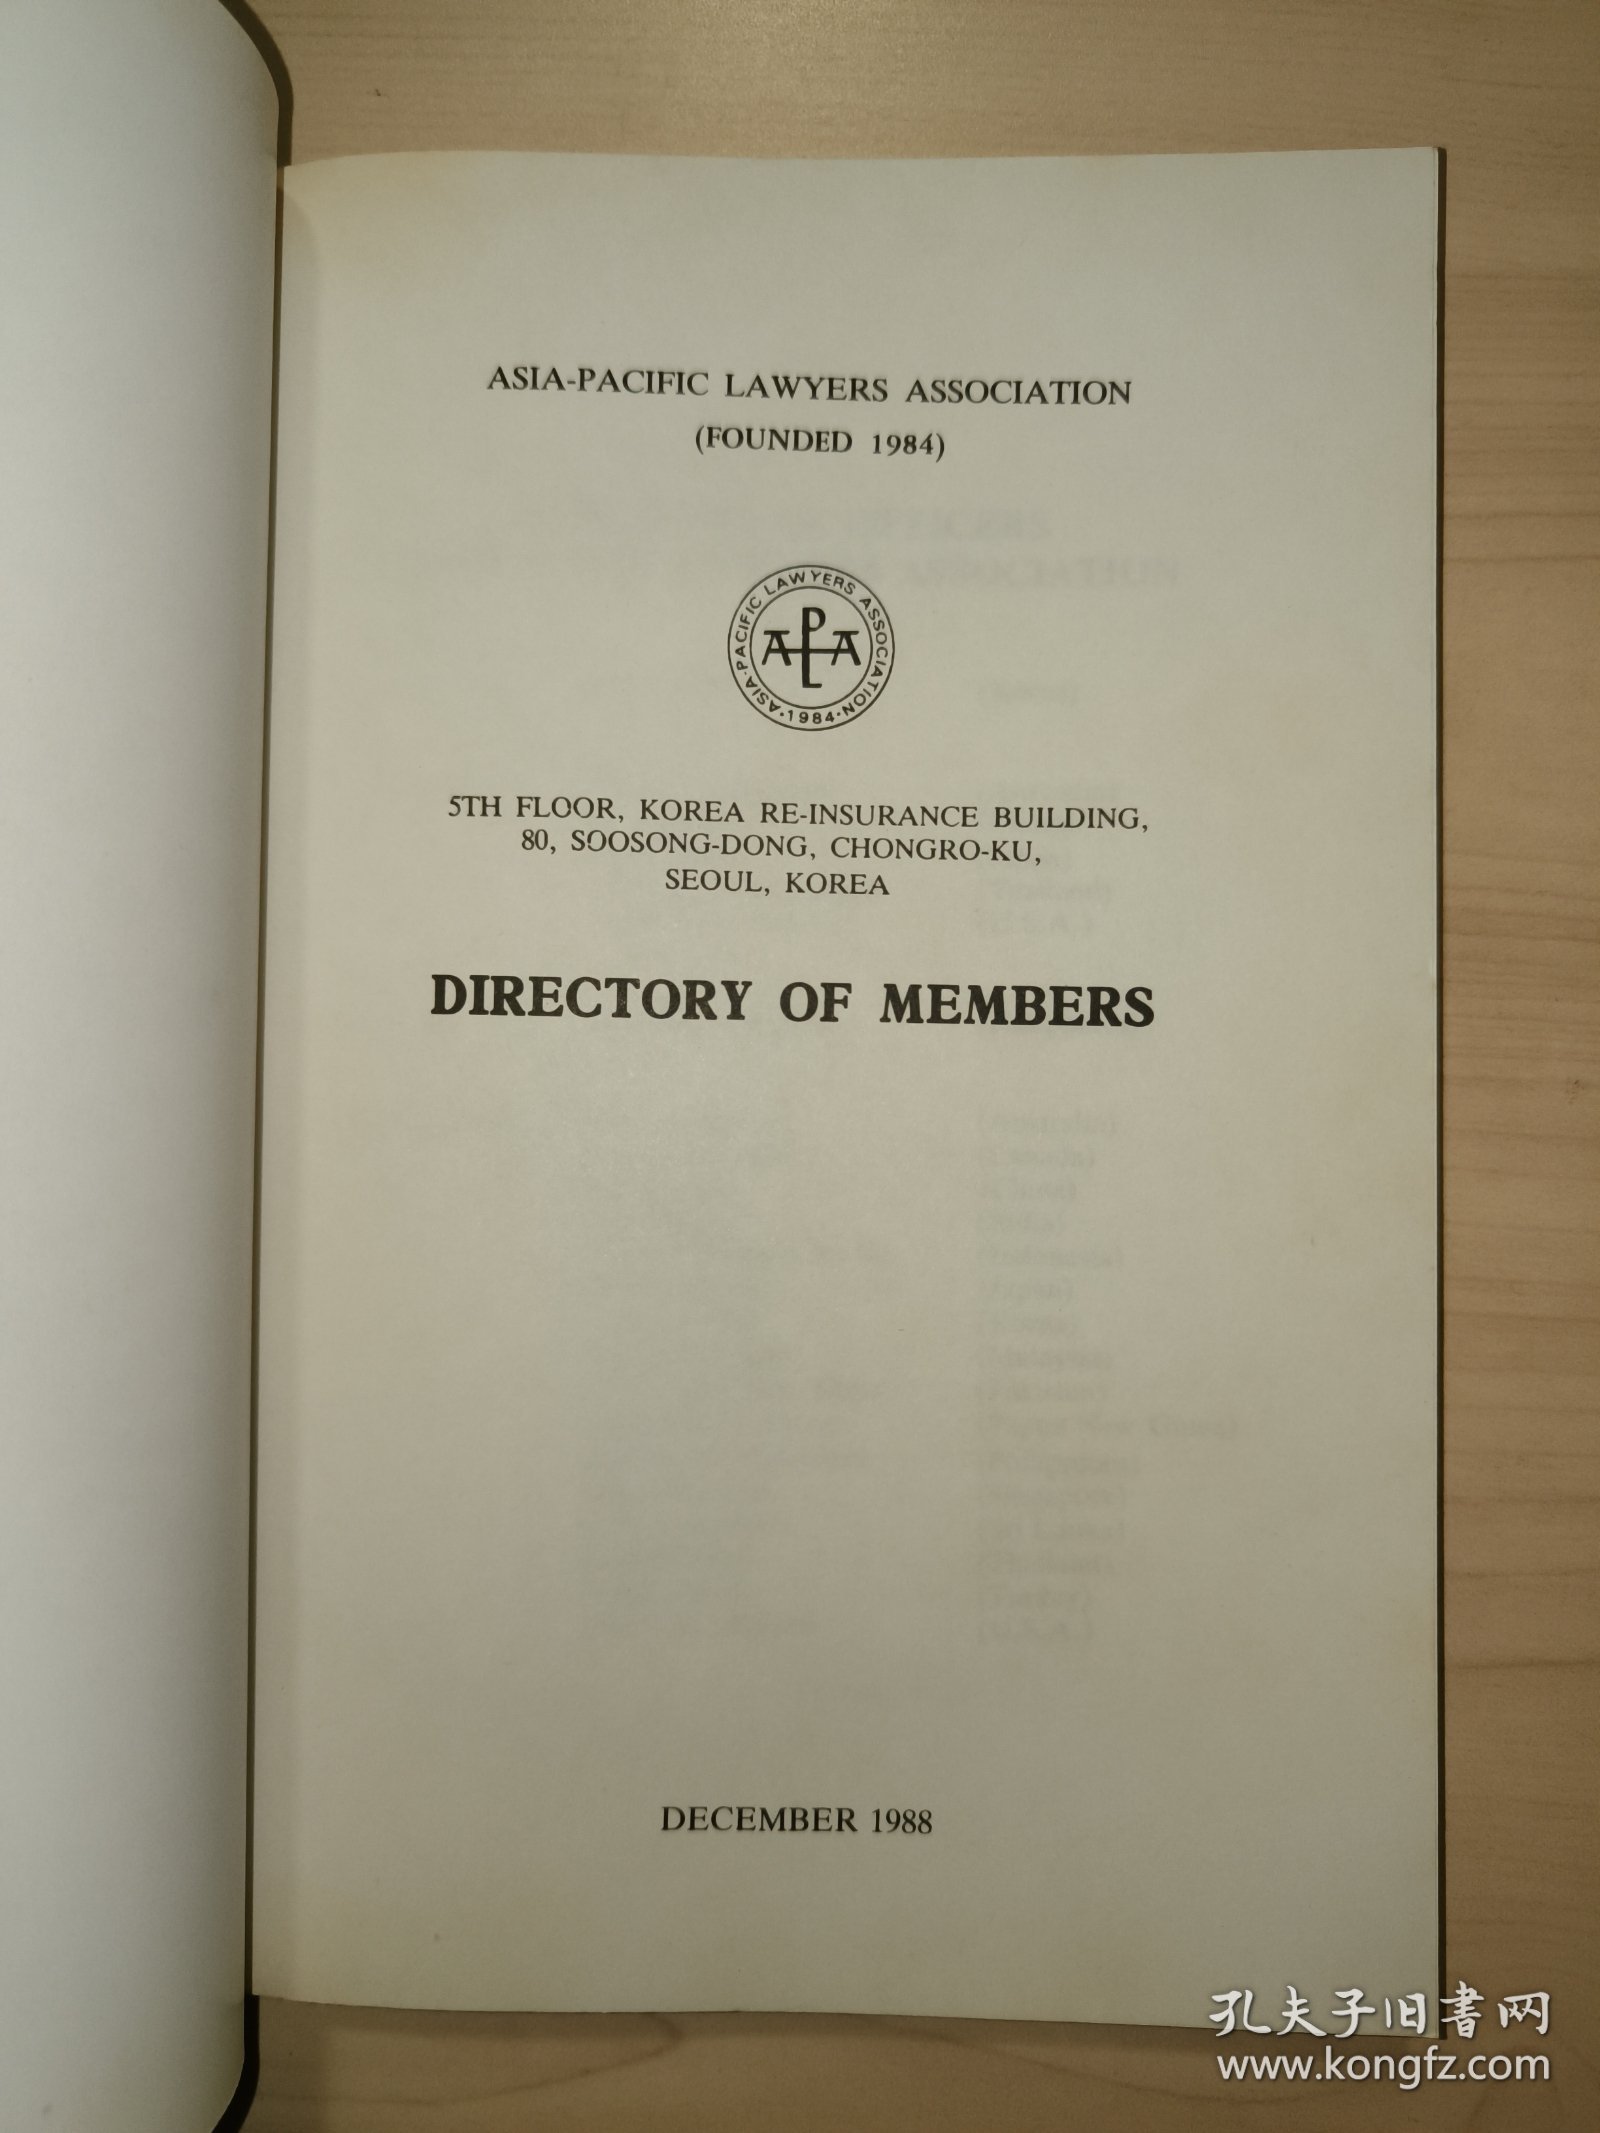 ASIA-PACIFIC LAWYERS ASSOCIATION
(FOUNDED 1984)
ASIA-PACIFIC LAWYERS ASSOCIATION
·1984·
APLA
5TH FLOOR, KOREA RE-INSURANCE BUILDING,
80, SOOSONG-DONG, CHONGRO-KU,
SEOUL, KOREA
DIRECTORY OF MEMBERS
DECEMBER 1988
孔夫子旧書网
www.kongfz.com